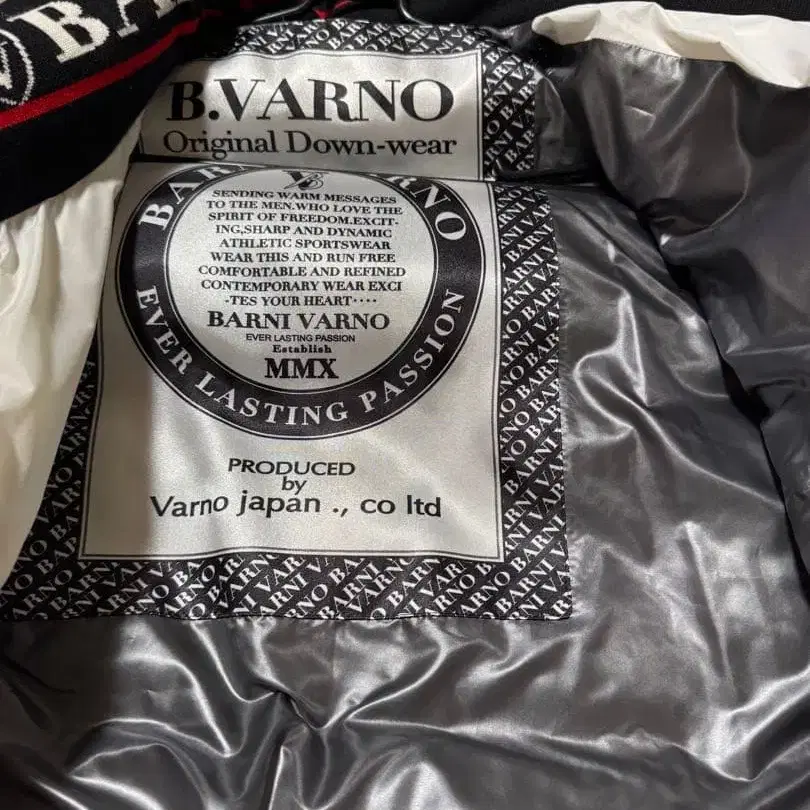 BA
B.VARNO
Original Down-wear
BARNI VARNO
SENDING WARM MESSAGES
TO THE MEN.WHO LOVE THE
SPIRIT OF FREEDOM.EXCIT-
ING,SHARP AND DYNAMIC
ATHLETIC SPORTSWEAR
WEAR THIS AND RUN FREE
COMFORTABLE AND REFINED
CONTEMPORARY WEAR EXCI
-TES YOUR HEART····
BARNI VARNO
EVER LASTING PASSION
Establish
MMX
EVER LASTING PASSION
PRODUCED
by
Varno japan ., co ltd